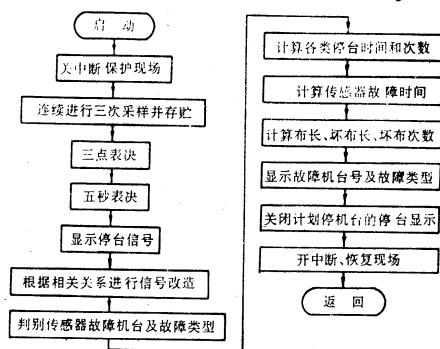 启动
关中断保护现场
连续进行三次采样并存贮
三点表决
五秒表决
显示停台信号
根据相关关系进行信号改造
判别传感器故障机台及故障类型
计算各类停台时间和次数
计算传感器故障时间
计算布长、坏布长、坏布次数
显示故障机台号及故障类型
关闭计划停机台的停台显示
开中断、恢复现场
返回